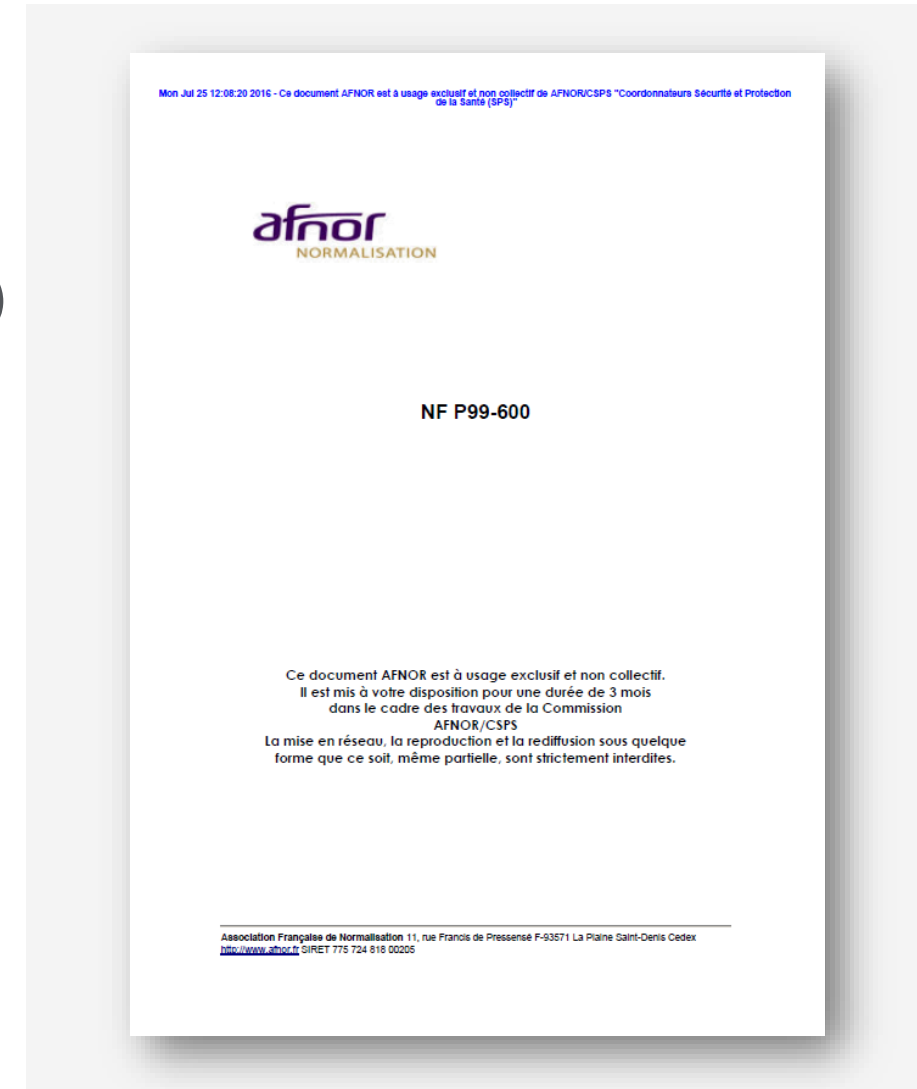 Mon Jul 25 12:08:20 2016 - Ce document AFNOR est à usage exclusif et non collectif de AFNOR/CSPS "Coordonnateurs Sécurité et Protection
de la Santé (SPS)"
afnor
NORMALISATION
NF P99-600
Ce document AFNOR est à usage exclusif et non collectif.
Il est mis à votre disposition pour une durée de 3 mois
dans le cadre des travaux de la Commission
AFNOR/CSPS
La mise en réseau, la reproduction et la rediffusion sous quelque
forme que ce soit, même partielle, sont strictement interdites.
Association Française de Normalisation 11, rue Francis de Pressensé F-93571 La Plaine Saint-Denis Cedex
http://www.afnor.fr SIRET 775 724 818 00205